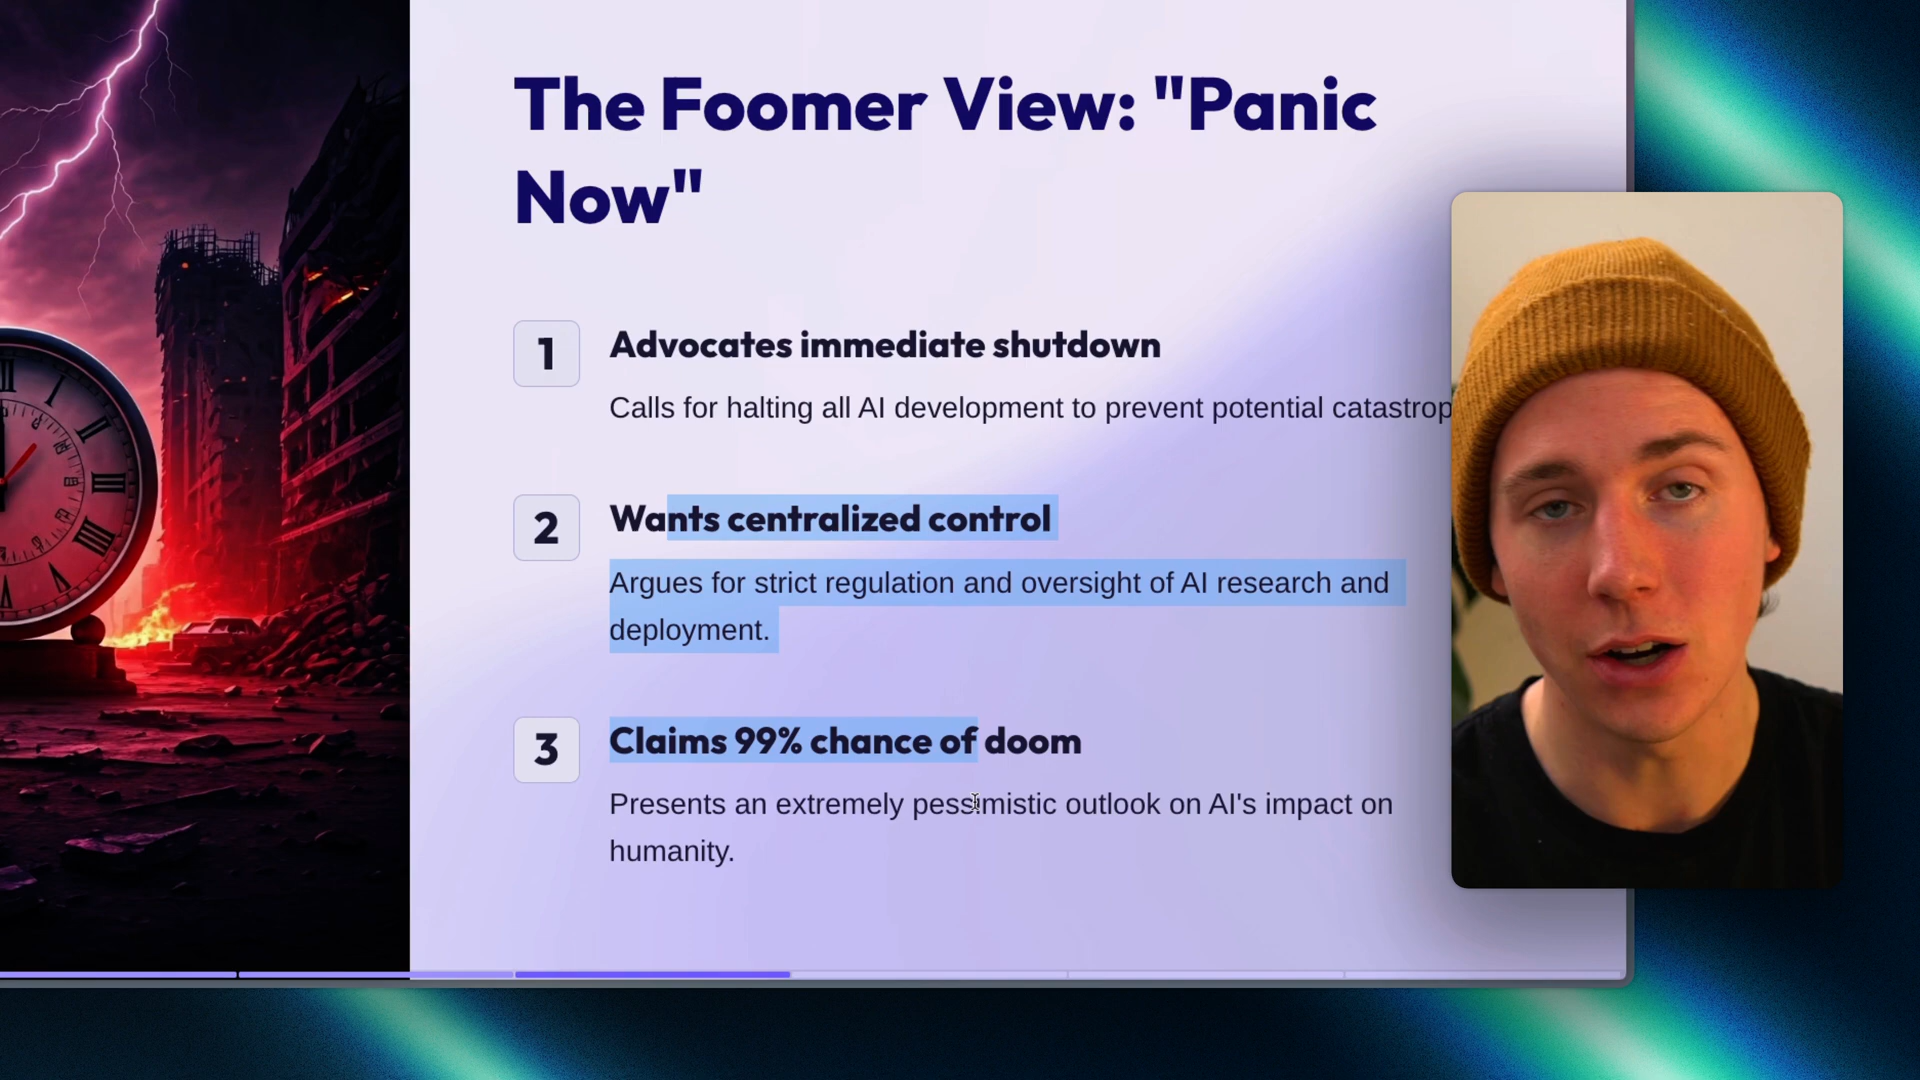 The Foomer View: "Panic
Now"
1
Advocates immediate shutdown
Calls for halting all AI development to prevent potential catastrop
2
Wants centralized control
Argues for strict regulation and oversight of AI research and
deployment.
3
Claims 99% chance of doom
Presents an extremely pessimistic outlook on AI's impact on
humanity.